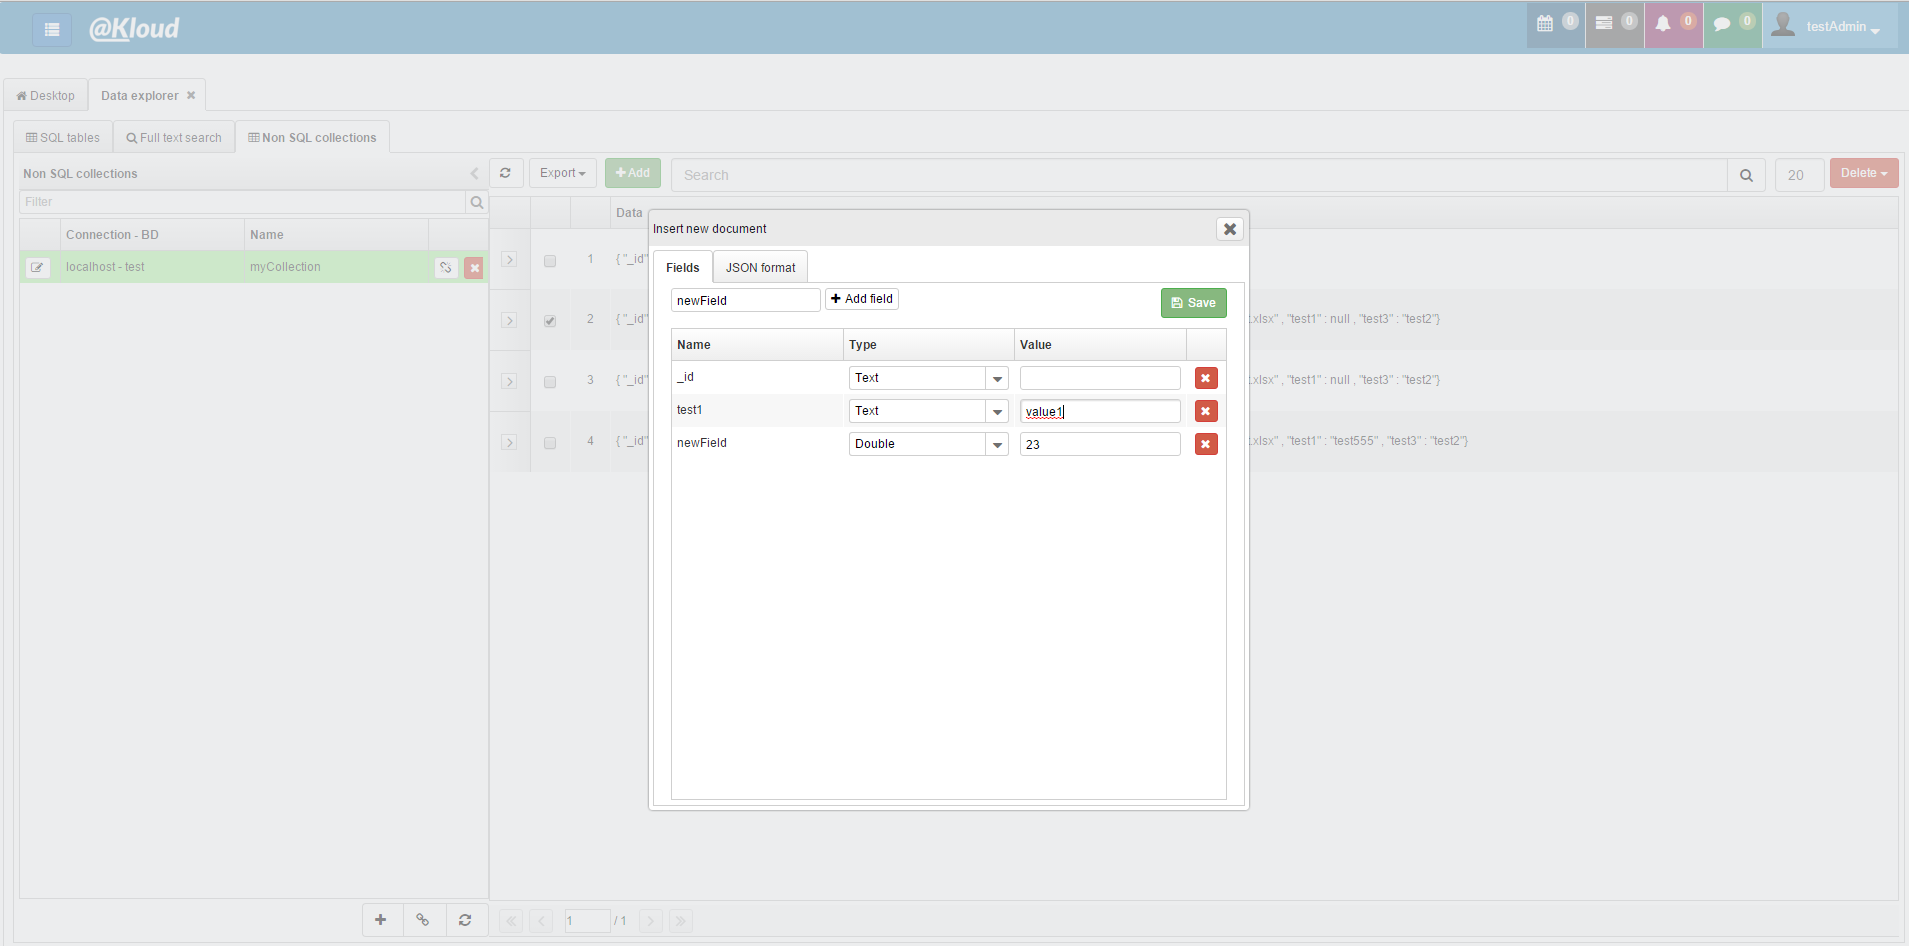 @Kloud
0 0 0 0 testAdmin
Desktop Data explorer
SQL tables Full text search Non SQL collections
Non SQL collections
Export +Add Search 20 Delete
Filter
Connection - BD Name
localhost - test myCollection
Data
1 { "_id"
2 { "_id" .xlsx" , "test1" : null , "test3" : "test2"}
3 { "_id" .xlsx" , "test1" : null , "test3" : "test2"}
4 { "_id" .xlsx" , "test1" : "test555" , "test3" : "test2"}
Insert new document
Fields JSON format
newField + Add field Save
Name Type Value
_id Text
test1 Text value1
newField Double 23
1 / 1